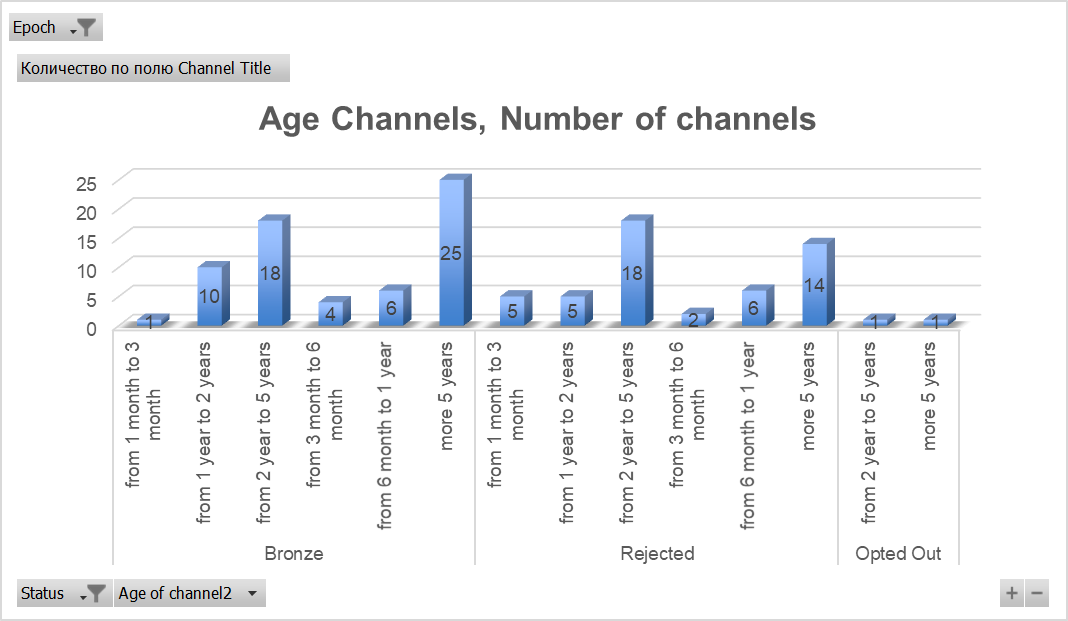 Epoch
Количество по полю Channel Title
Age Channels, Number of channels
25
20
15
10
5
0
1
10
18
4
6
25
5
5
18
2
6
14
1
1
from 1 month to 3
month
from 1 year to 2 years
from 2 year to 5 years
from 3 month to 6
month
from 6 month to 1 year
more 5 years
from 1 month to 3
month
from 1 year to 2 years
from 2 year to 5 years
from 3 month to 6
month
from 6 month to 1 year
more 5 years
from 2 year to 5 years
more 5 years
Bronze
Rejected
Opted Out
Status
Age of channel2
+
−